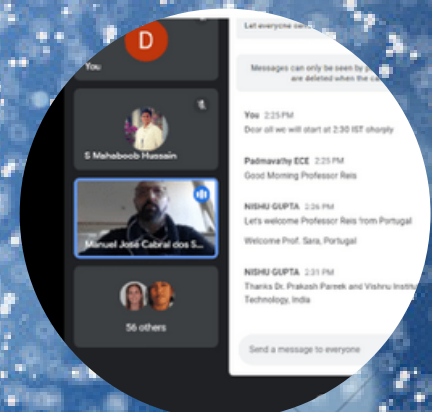 D
You
S Mahaboob Hussain
Manuel José Cabral dos S...
56 others
Let everyone
Messages can only be seen by
are deleted when the
You 2:25 PM
Dear all we will start at 2:30 IST sharply
Padmavathy ECE 2:25 PM
Good Morning Professor Reis
NISHU GUPTA 2:26 PM
Let's welcome Professor Reis from Portugal
Welcome Prof. Sara, Portugal
NISHU GUPTA 2:31 PM
Thanks Dr. Prakash Pareek and Vishnu
Technology, India
Send a message to everyone